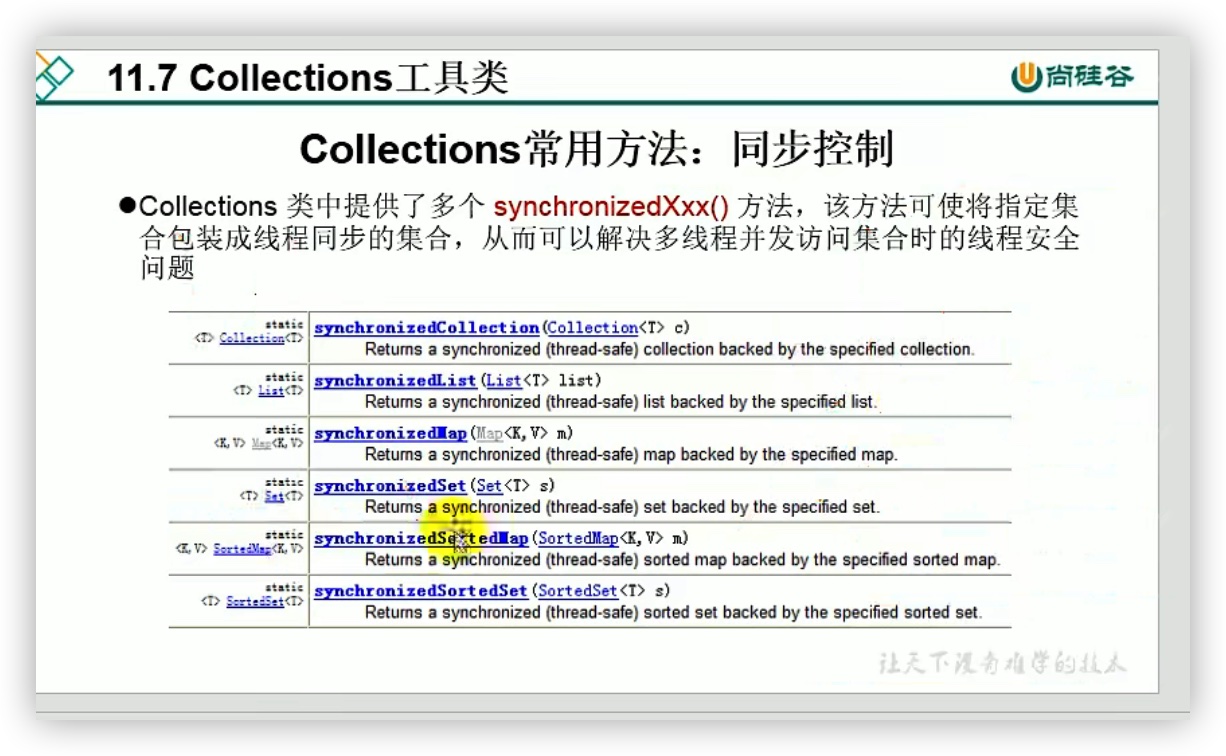 11.7 Collections工具类
尚硅谷
Collections常用方法：同步控制
●Collections 类中提供了多个 synchronizedXxx() 方法，该方法可使将指定集
合包装成线程同步的集合，从而可以解决多线程并发访问集合时的线程安全
问题
static
<T> Collection<T>
synchronizedCollection(Collection<T> c)
Returns a synchronized (thread-safe) collection backed by the specified collection.
static
<T> List<T>
synchronizedList(List<T> list)
Returns a synchronized (thread-safe) list backed by the specified list.
static
<K,V> Map<K,V>
synchronizedMap(Map<K,V> m)
Returns a synchronized (thread-safe) map backed by the specified map.
static
<T> Set<T>
synchronizedSet(Set<T> s)
Returns a synchronized (thread-safe) set backed by the specified set.
static
<K,V> SortedMap<K,V>
synchronizedSortedMap(SortedMap<K,V> m)
Returns a synchronized (thread-safe) sorted map backed by the specified sorted map.
static
<T> SortedSet<T>
synchronizedSortedSet(SortedSet<T> s)
Returns a synchronized (thread-safe) sorted set backed by the specified sorted set.
让天下没有难学的技术